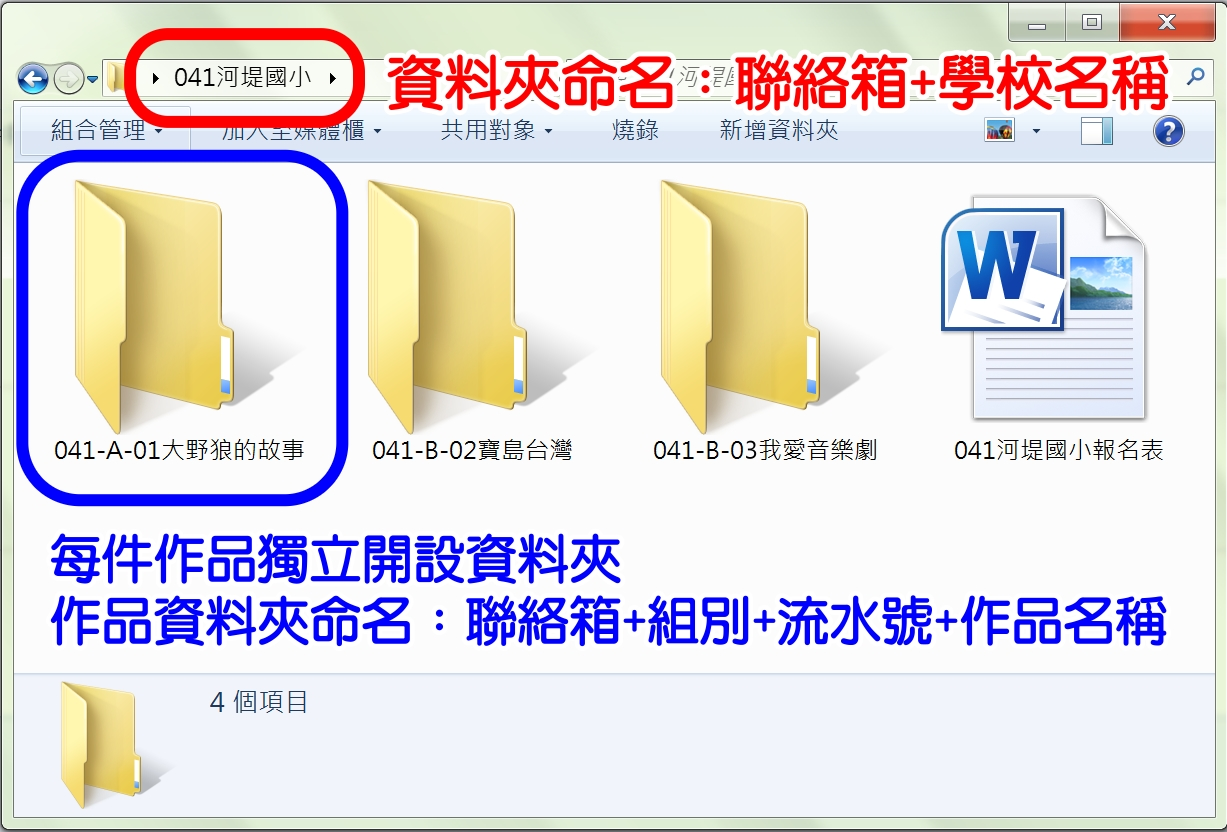 041河堤國小
資料夾命名：聯絡箱+學校名稱
組合管理
加入至媒體櫃
共用對象
燒錄
新增資料夾
041-A-01大野狼的故事
041-B-02寶島台灣
041-B-03我愛音樂劇
W
041河堤國小報名表
每件作品獨立開設資料夾
作品資料夾命名：聯絡箱+組別+流水號+作品名稱
4 個項目